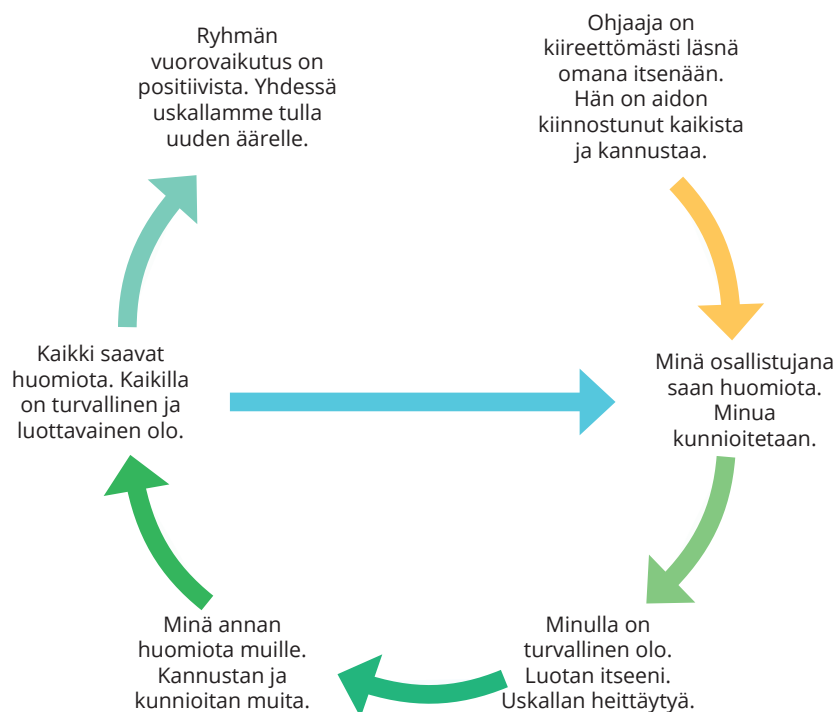 Ryhmän
vuorovaikutus on
positiivista. Yhdessä
uskallamme tulla
uuden äärelle.
Ohjaaja on
kiireettömästi läsnä
omana itsenään.
Hän on aidon
kiinnostunut kaikista
ja kannustaa.
Kaikki saavat
huomiota. Kaikilla
on turvallinen ja
luottavainen olo.
Minä osallistujana
saan huomiota.
Minua
kunnioitetaan.
Minä annan
huomiota muille.
Kannustan ja
kunnioitan muita.
Minulla on
turvallinen olo.
Luotan itseeni.
Uskallan heittäytyä.